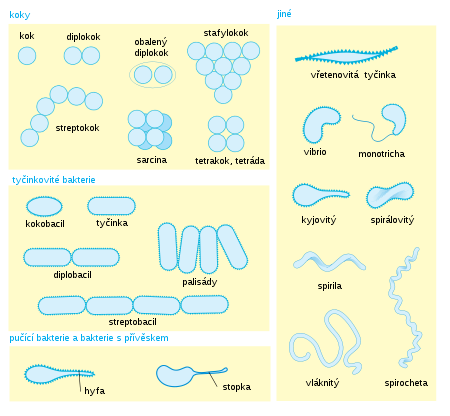 koky
kok
diplokok
obalený
diplokok
stafylokok
streptokok
sarcina
tetrakok, tetráda
tyčinkovité bakterie
kokobacil
tyčinka
palisády
diplobacil
streptobacil
pučící bakterie a bakterie s přívěskem
hyfa
stopka
jiné
vřetenovitá tyčinka
vibrio
monotricha
kyjovitý
spirálovitý
spirila
vláknitý
spirocheta